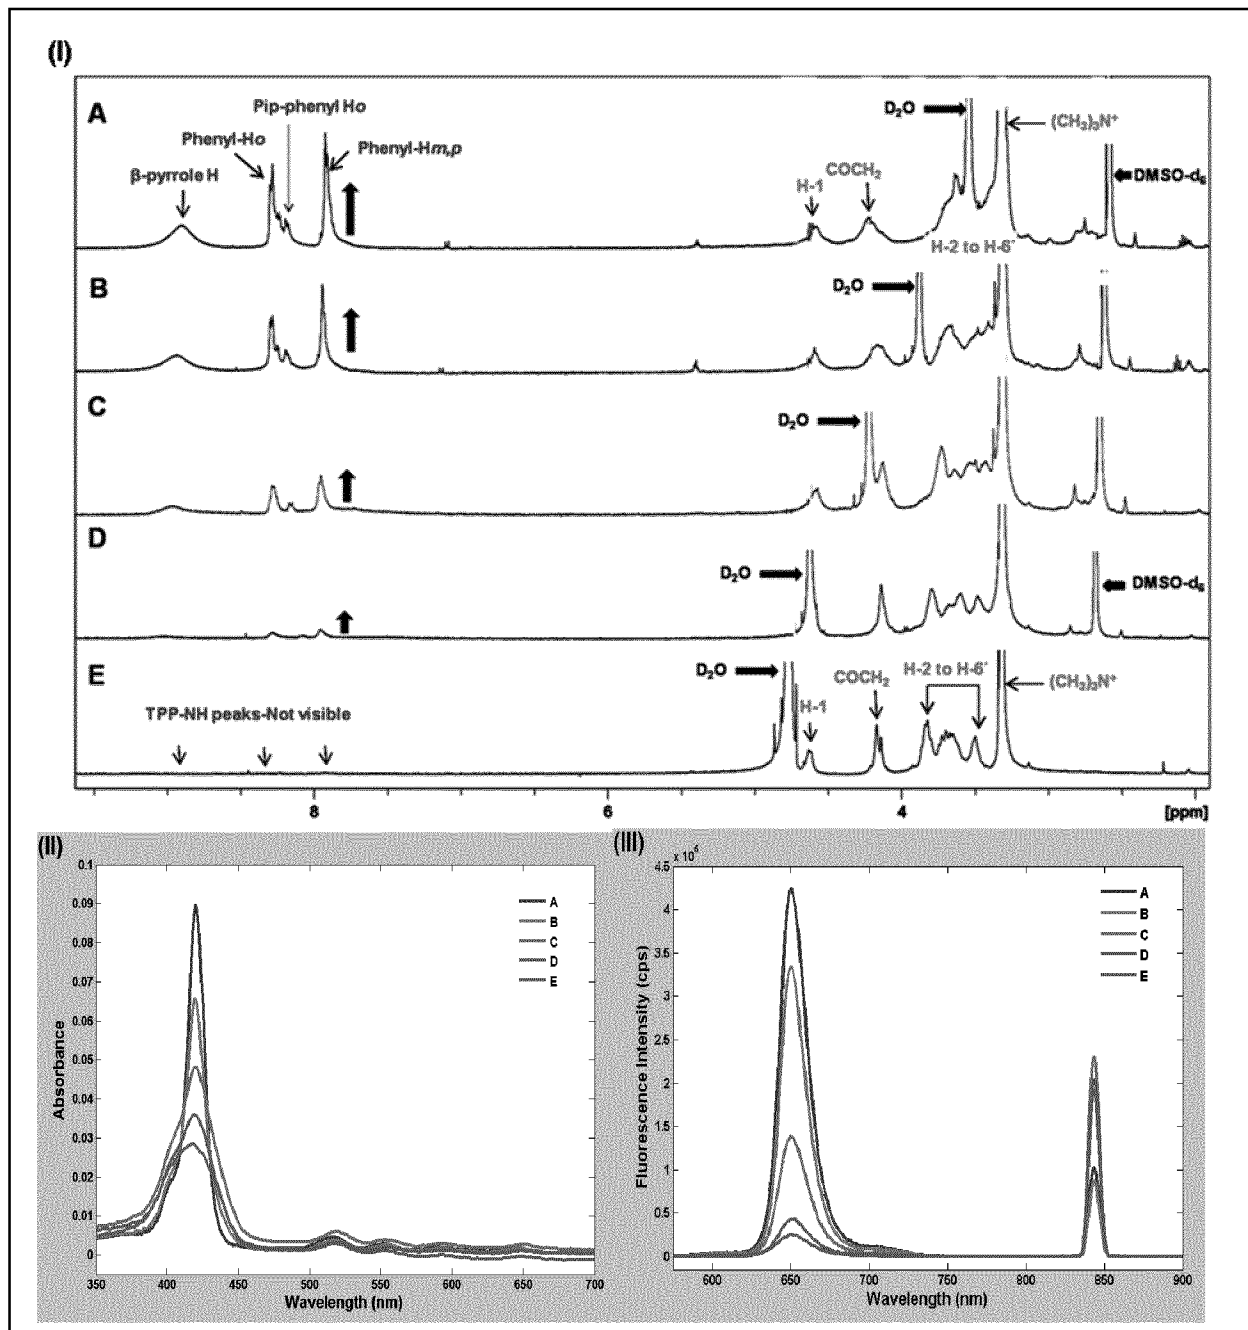 (I)
A
Pip-phenyl Ho
Phenyl-Ho
Phenyl-Hm,p
β-pyrrole H
D₂O
(CH₃)₃N⁺
COCH₂
H-1
DMSO-d₆
H-2 to H-6´
B
D₂O
C
D₂O
D
D₂O
DMSO-d₆
E
D₂O
H-2 to H-6´
COCH₂
(CH₃)₃N⁺
H-1
TPP-NH peaks-Not visible
8 6 4 [ppm]
(II)
0.1
0.09
0.08
0.07
0.06
0.05
0.04
0.03
0.02
0.01
0
Absorbance
A
B
C
D
E
350 400 450 500 550 600 650 700
Wavelength (nm)
(III)
x 10⁶
4.5
4
3.5
3
2.5
2
1.5
1
0.5
0
Fluorescence Intensity (cps)
A
B
C
D
E
600 650 700 750 800 850 900
Wavelength (nm)